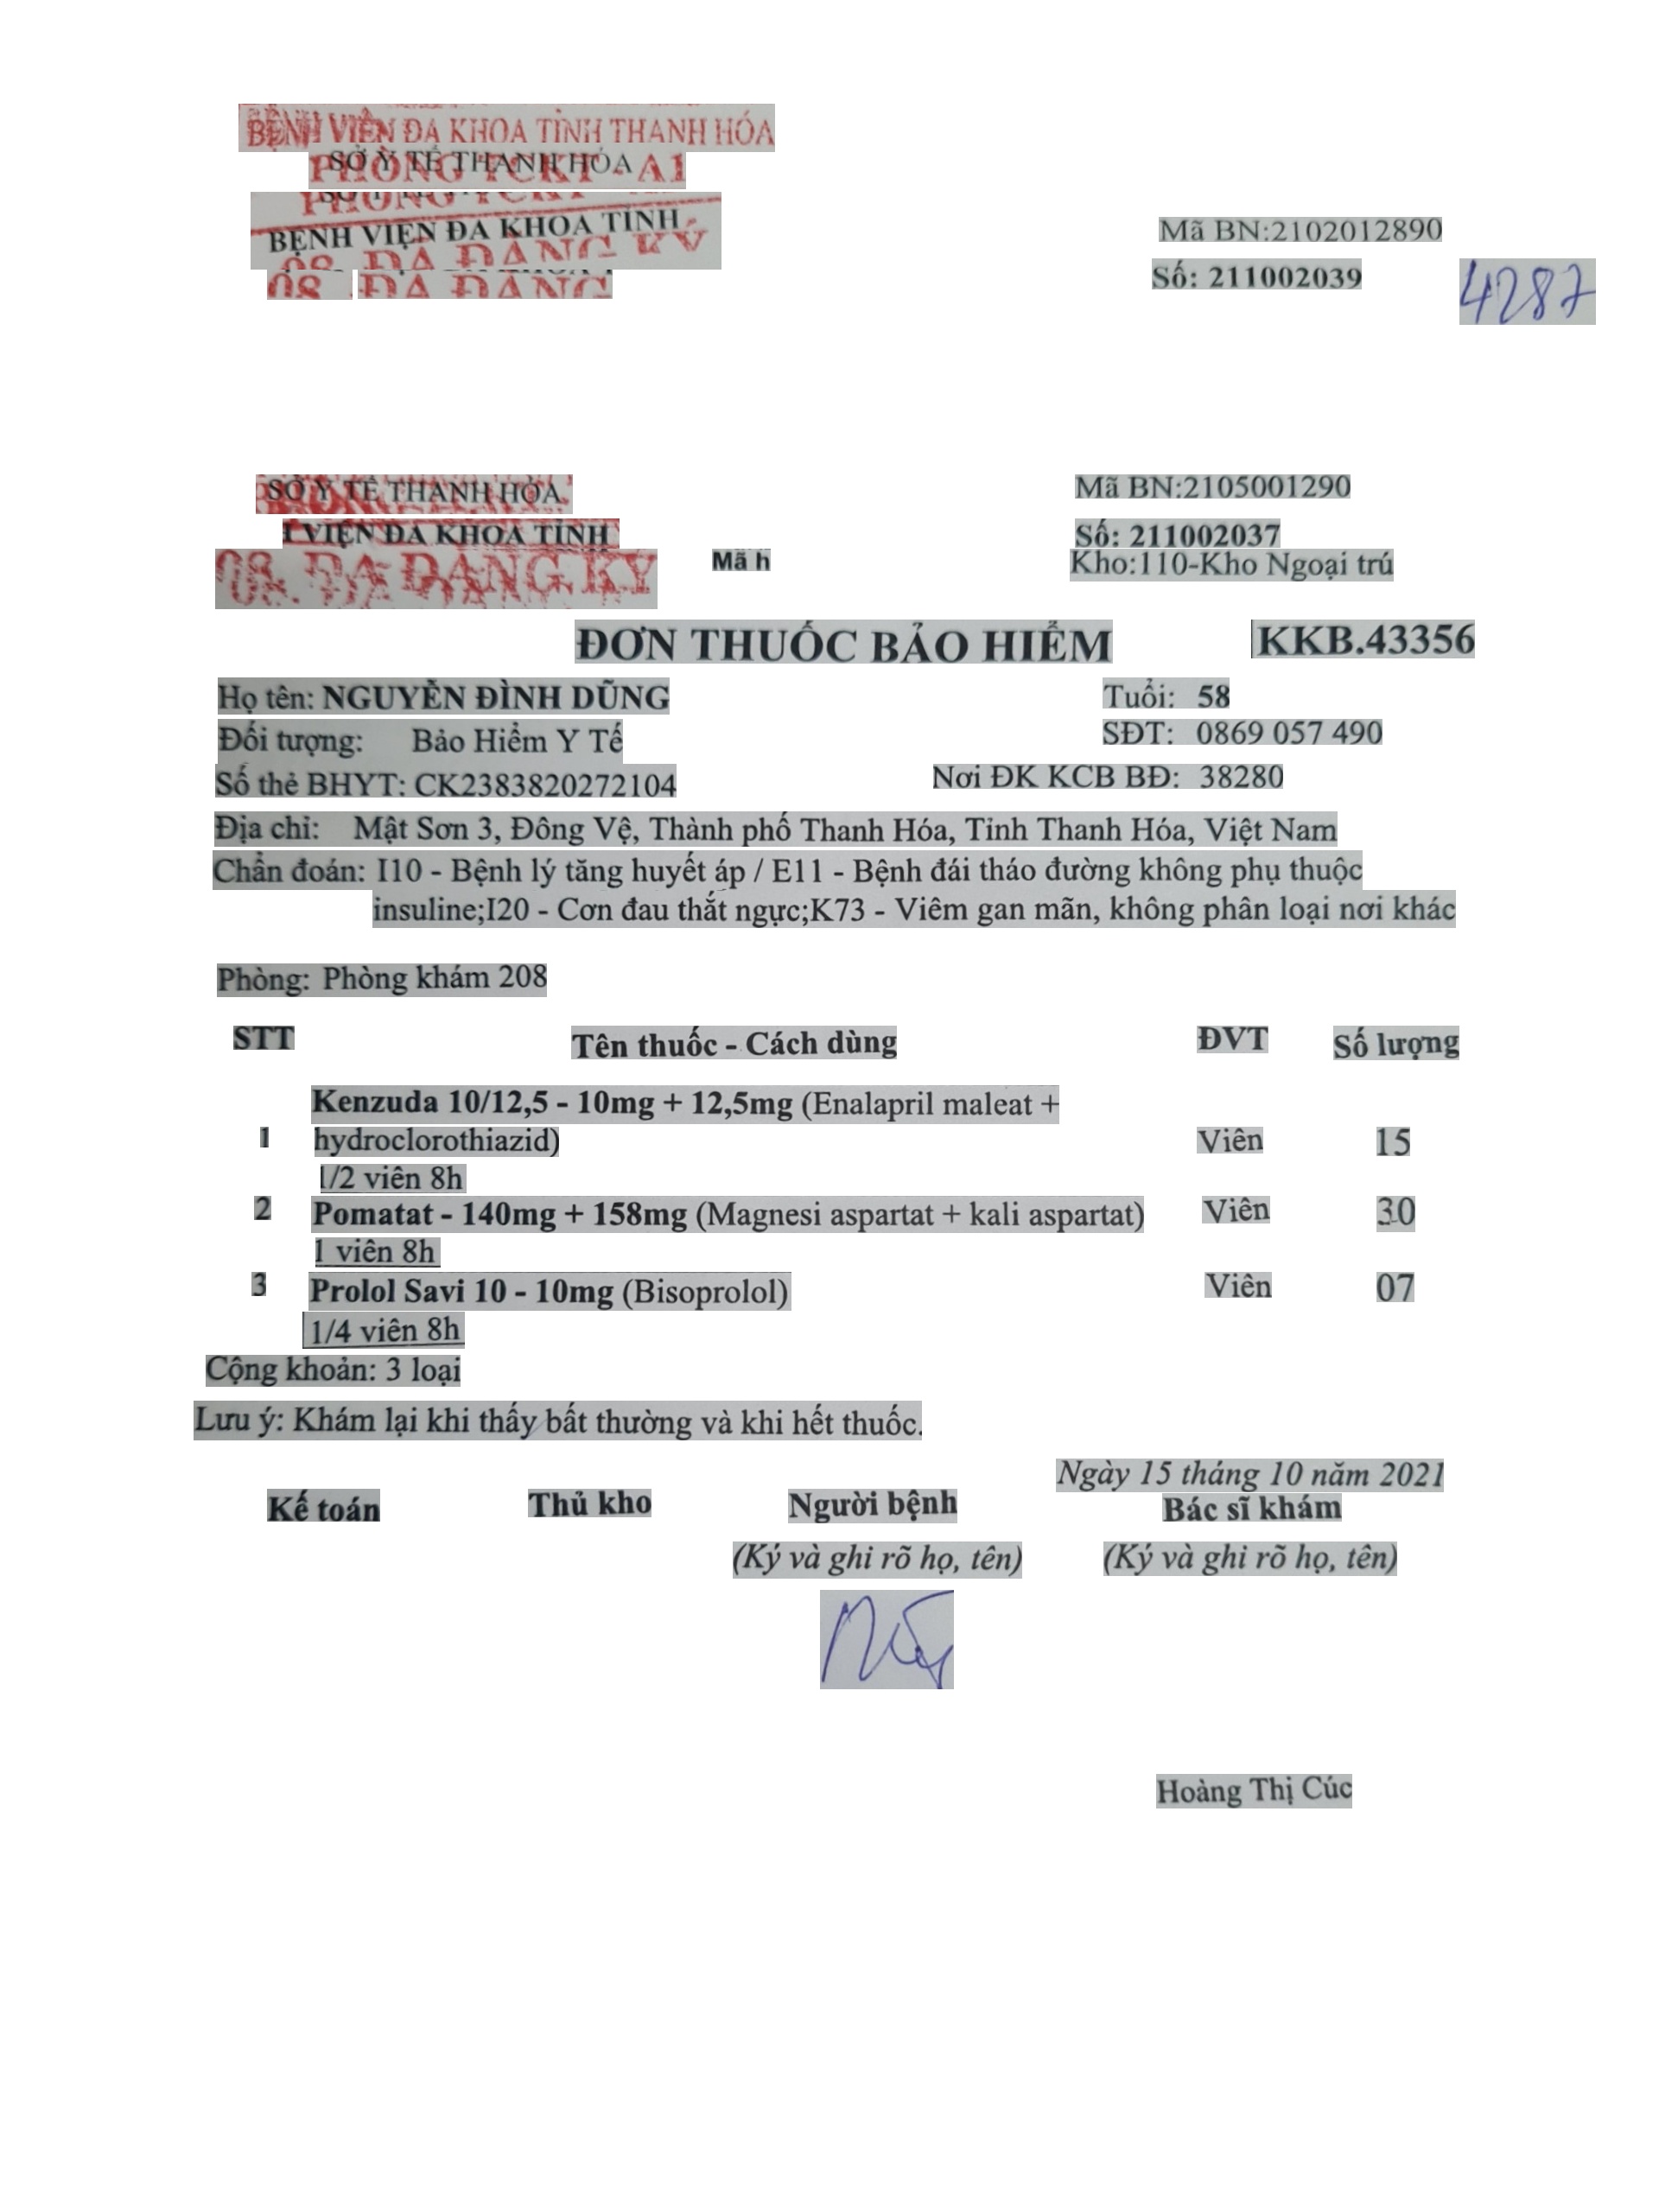 BỆNH VIỆN ĐA KHOA TỈNH THANH HÓA
SỞ Y TẾ THANH HÓA
PHÒNG TCKT - A1
BỆNH VIỆN ĐA KHOA TỈNH
Mã BN:2102012890
08. ĐA ĐĂNG KÝ
Số: 211002039
4287
08. ĐA ĐANG
SỞ Y TẾ THANH HÓA
Mã BN:2105001290
VIỆN ĐA KHOA TỈNH
Số: 211002037
08. ĐA ĐANG KÝ
Mã h
Kho:110-Kho Ngoại trú
ĐƠN THUỐC BẢO HIỂM
KKB.43356
Họ tên: NGUYỄN ĐÌNH DŨNG
Tuổi: 58
Đối tượng: Bảo Hiểm Y Tế
SĐT: 0869 057 490
Số thẻ BHYT: CK2383820272104
Nơi ĐK KCB BĐ: 38280
Địa chỉ: Mật Sơn 3, Đông Vệ, Thành phố Thanh Hóa, Tỉnh Thanh Hóa, Việt Nam
Chẩn đoán: I10 - Bệnh lý tăng huyết áp / E11 - Bệnh đái tháo đường không phụ thuộc
insuline;I20 - Cơn đau thắt ngực;K73 - Viêm gan mãn, không phân loại nơi khác
Phòng: Phòng khám 208
STT Tên thuốc - Cách dùng ĐVT Số lượng
Kenzuda 10/12,5 - 10mg + 12,5mg (Enalapril maleat +
1 hydroclorothiazid) Viên 15
1/2 viên 8h
2 Pomatat - 140mg + 158mg (Magnesi aspartat + kali aspartat) Viên 30
1 viên 8h
3 Prolol Savi 10 - 10mg (Bisoprolol) Viên 07
1/4 viên 8h
Cộng khoản: 3 loại
Lưu ý: Khám lại khi thấy bất thường và khi hết thuốc.
Ngày 15 tháng 10 năm 2021
Kế toán Thủ kho Người bệnh Bác sĩ khám
(Ký và ghi rõ họ, tên) (Ký và ghi rõ họ, tên)
Hoàng Thị Cúc